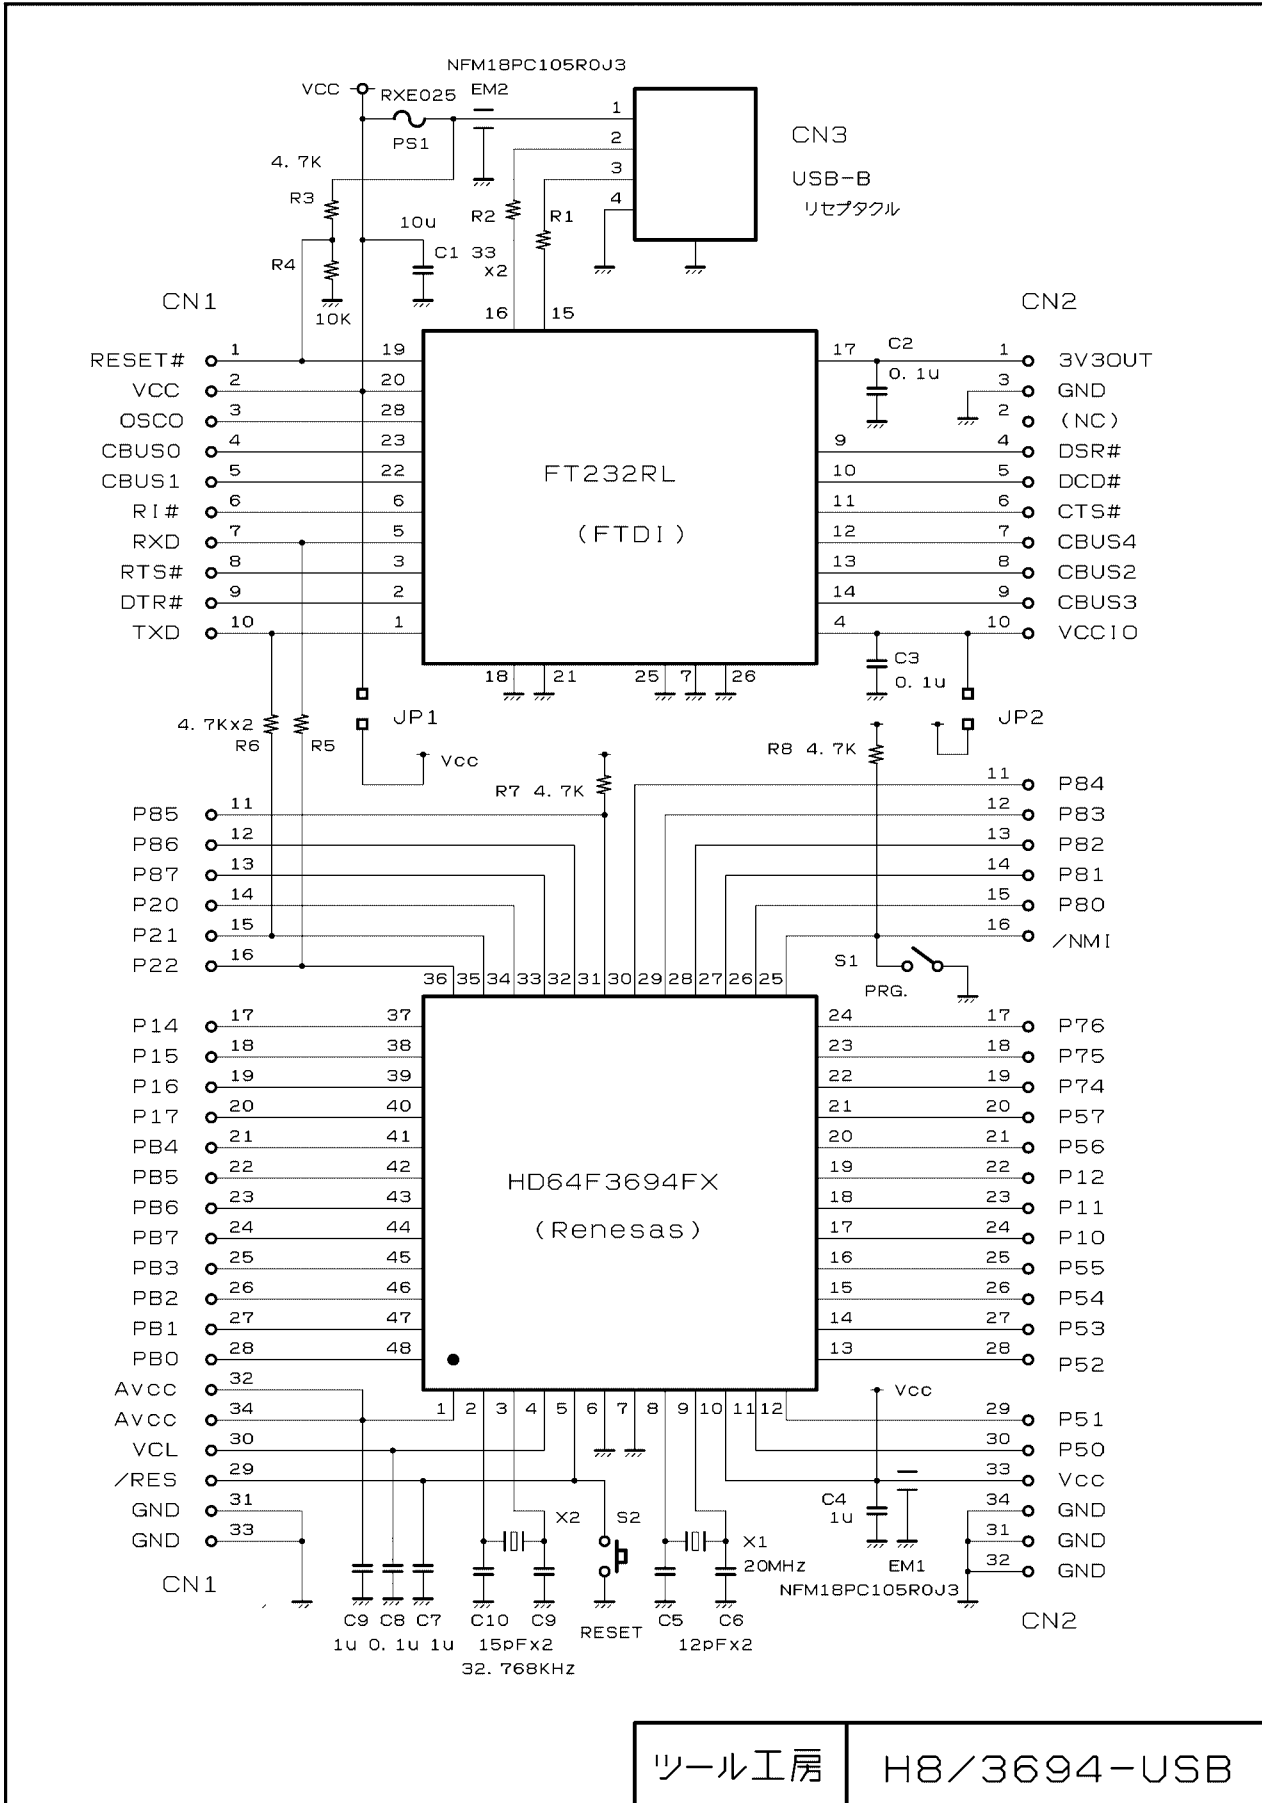 NFM18PC105R0J3
VCC RXE025 EM2
PS1
1
2
3
4
CN3
USB-B
リセプタクル
4.7K
R3
R4
10K
10u
C1
R2 R1
33
x2
CN1
CN2
16 15
RESET# 1 19
VCC 2 20
OSCO 3 28
CBUS0 4 23
CBUS1 5 22
RI# 6 6
RXD 7 5
RTS# 8 3
DTR# 9 2
TXD 10 1
FT232RL
(FTDI)
17 C2 1 3V3OUT
0.1u
3 GND
2 (NC)
9 4 DSR#
10 5 DCD#
11 6 CTS#
12 7 CBUS4
13 8 CBUS2
14 9 CBUS3
4 10 VCCIO
18 21 25 7 26
C3
0.1u
4.7Kx2
R6 R5
JP1
Vcc
JP2
R7 4.7K
R8 4.7K
P85 11
P86 12
P87 13
P20 14
P21 15
P22 16
11 P84
12 P83
13 P82
14 P81
15 P80
16 /NMI
S1
PRG.
36 35 34 33 32 31 30 29 28 27 26 25
P14 17 37
P15 18 38
P16 19 39
P17 20 40
PB4 21 41
PB5 22 42
PB6 23 43
PB7 24 44
PB3 25 45
PB2 26 46
PB1 27 47
PB0 28 48
HD64F3694FX
(Renesas)
24 17 P76
23 18 P75
22 19 P74
21 20 P57
20 21 P56
19 22 P12
18 23 P11
17 24 P10
16 25 P55
15 26 P54
14 27 P53
13 28 P52
AVCC 32
AVCC 34
VCL 30
/RES 29
GND 31
GND 33
1 2 3 4 5 6 7 8 9 10 11 12
Vcc
29 P51
30 P50
33 Vcc
34 GND
31 GND
32 GND
X2 S2
X1
20MHz
C4
1u
EM1
NFM18PC105R0J3
CN1
CN2
C9 C8 C7
1u 0.1u 1u
C10 C9
15pFx2
32.768KHz
RESET
C5 C6
12pFx2
ツール工房
H8/3694-USB